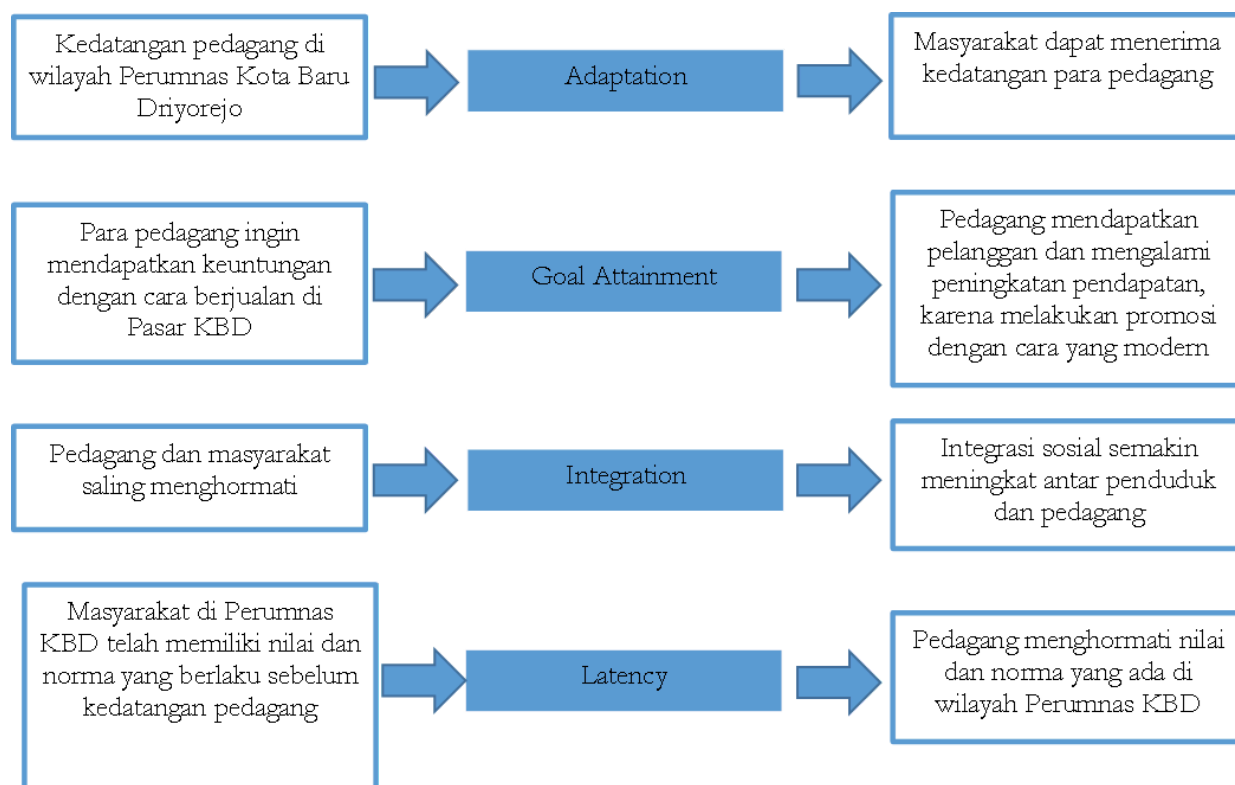 Kedatangan pedagang di
wilayah Perumnas Kota Baru
Driyorejo
Adaptation
Masyarakat dapat menerima
kedatangan para pedagang
Para pedagang ingin
mendapatkan keuntungan
dengan cara berjualan di
Pasar KBD
Goal Attainment
Pedagang mendapatkan
pelanggan dan mengalami
peningkatan pendapatan,
karena melakukan promosi
dengan cara yang modern
Pedagang dan masyarakat
saling menghormati
Integration
Integrasi sosial semakin
meningkat antar penduduk
dan pedagang
Masyarakat di Perumnas
KBD telah memiliki nilai dan
norma yang berlaku sebelum
kedatangan pedagang
Latency
Pedagang menghormati nilai
dan norma yang ada di
wilayah Perumnas KBD